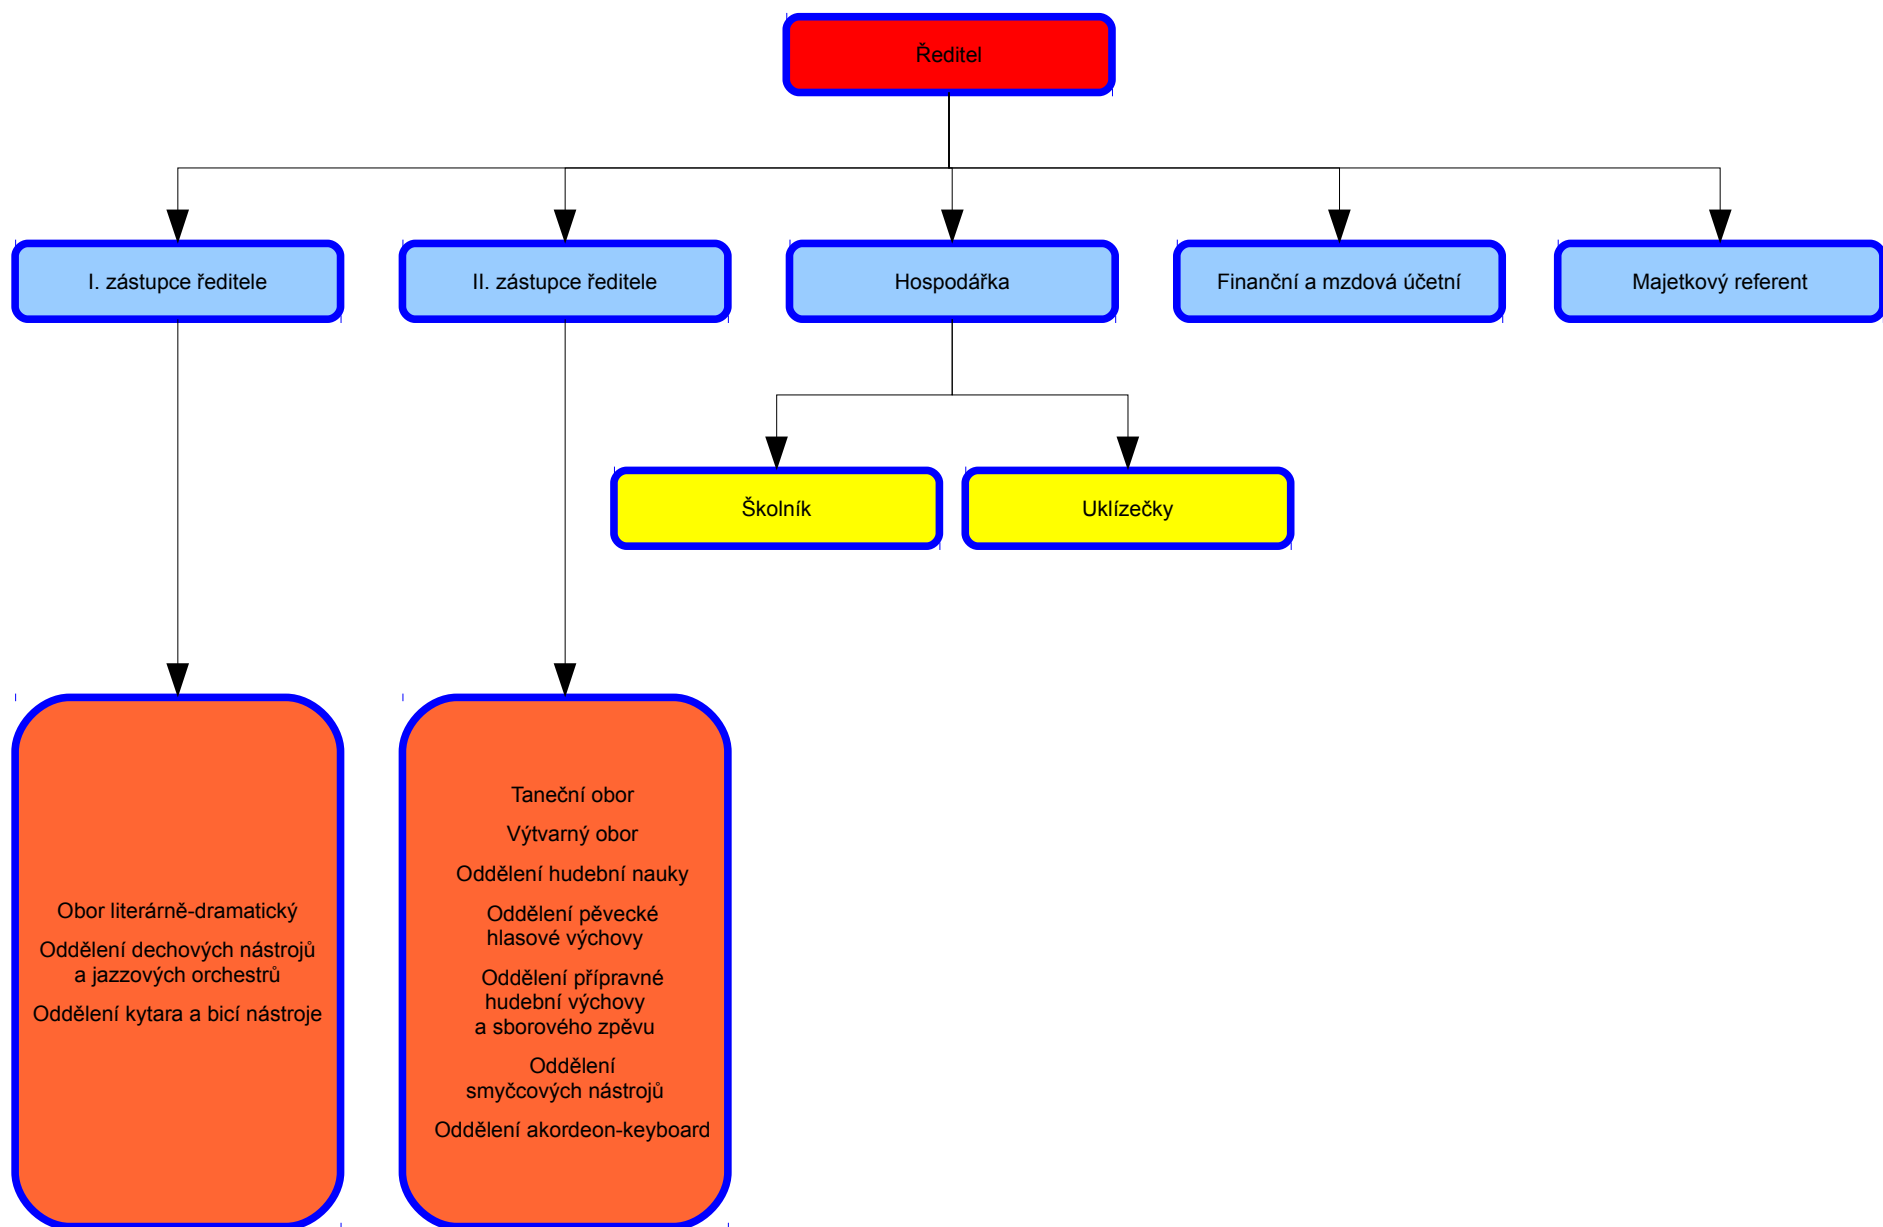 Ředitel
I. zástupce ředitele
II. zástupce ředitele
Hospodářka
Finanční a mzdová účetní
Majetkový referent
Školník
Uklízečky
Obor literárně-dramatický
Oddělení dechových nástrojů
a jazzových orchestrů
Oddělení kytara a bicí nástroje
Taneční obor
Výtvarný obor
Oddělení hudební nauky
Oddělení pěvecké
hlasové výchovy
Oddělení přípravné
hudební výchovy
a sborového zpěvu
Oddělení
smyčcových nástrojů
Oddělení akordeon-keyboard